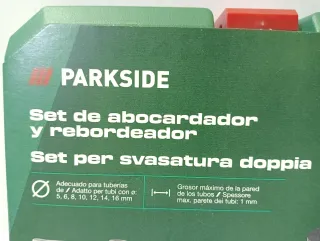 PARKSIDE
Set de abocardador
y rebordeador
Set per svasatura doppia
Adecuado para tuberías
de / Adatto per tubi con ø:
5, 6, 8, 10, 12, 14, 16 mm
Grosor máximo de la pared
de los tubos / Spessore
max. parete dei tubi: 1 mm